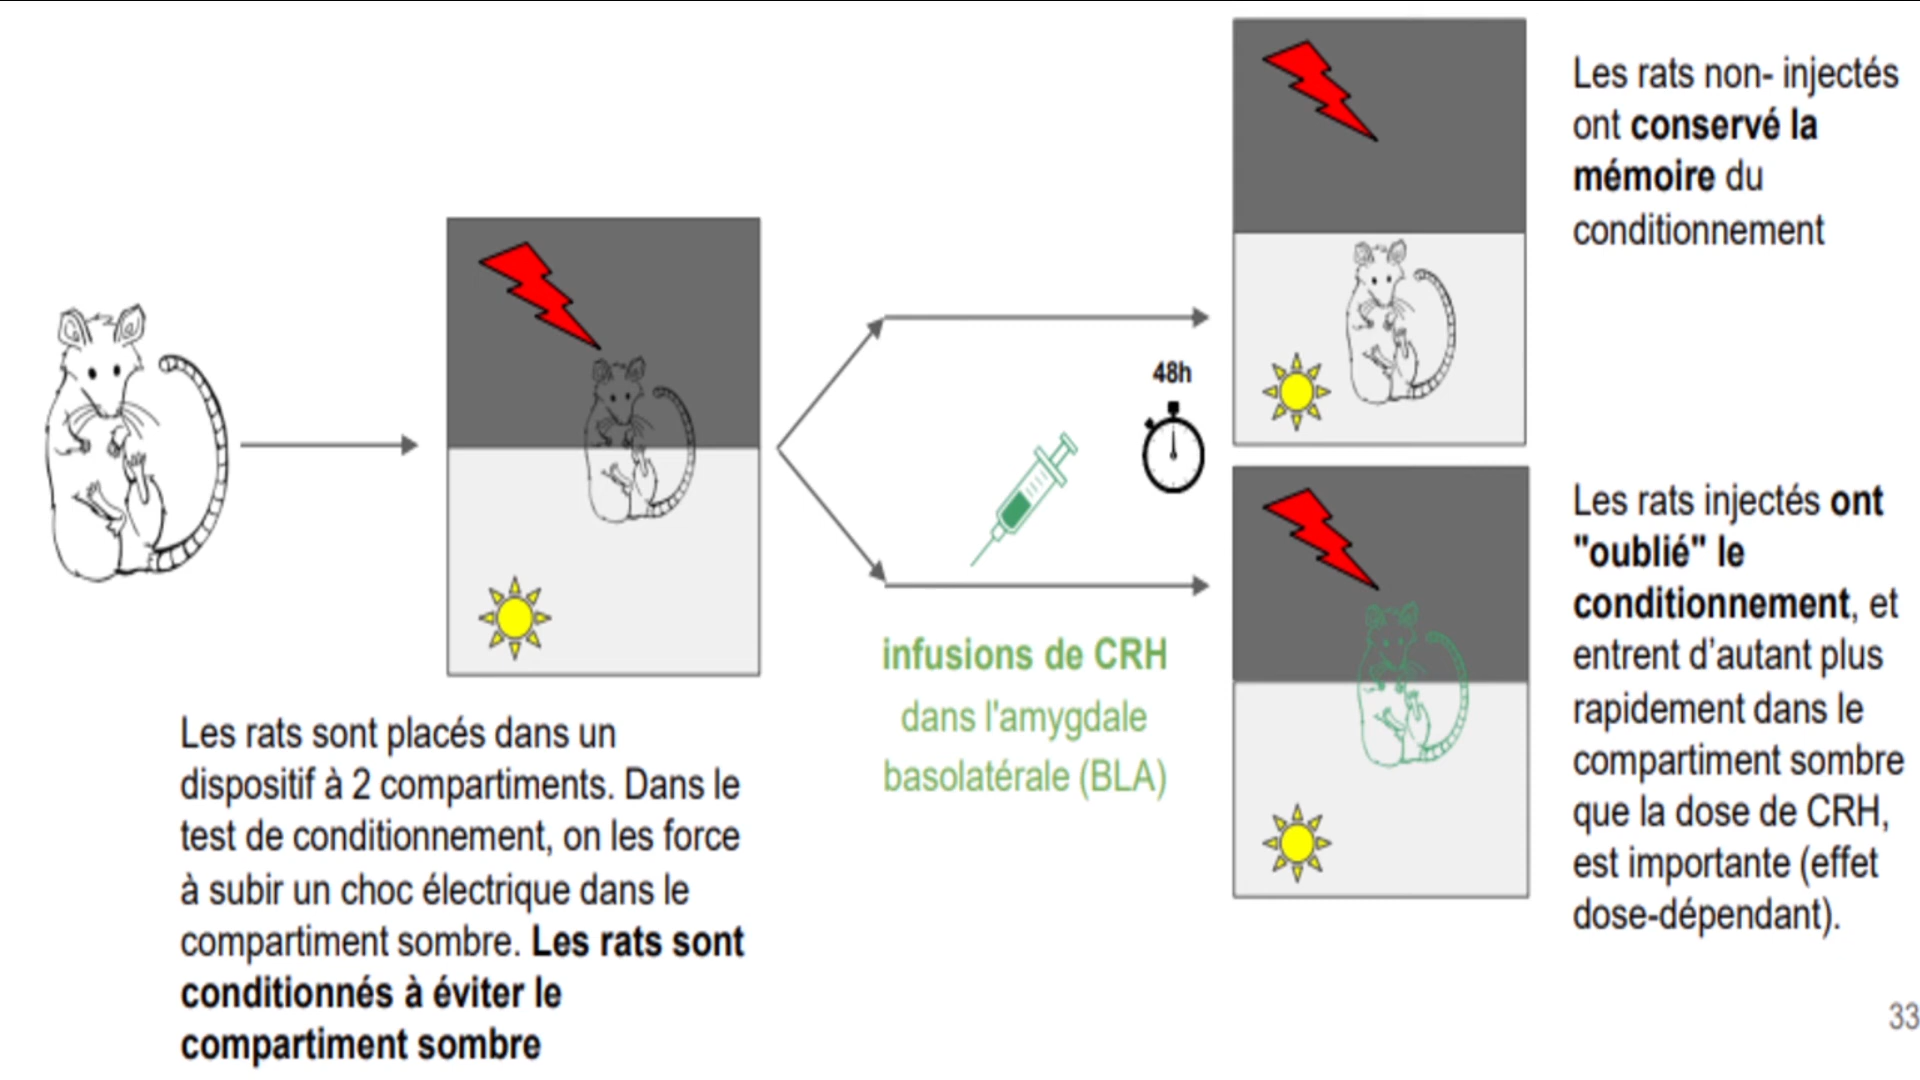 Les rats non- injectés
ont conservé la
mémoire du
conditionnement
48h
infusions de CRH
dans l'amygdale
basolatérale (BLA)
Les rats injectés ont
"oublié" le
conditionnement, et
entrent d’autant plus
rapidement dans le
compartiment sombre
que la dose de CRH,
est importante (effet
dose-dépendant).
Les rats sont placés dans un
dispositif à 2 compartiments. Dans le
test de conditionnement, on les force
à subir un choc électrique dans le
compartiment sombre. Les rats sont
conditionnés à éviter le
compartiment sombre
33